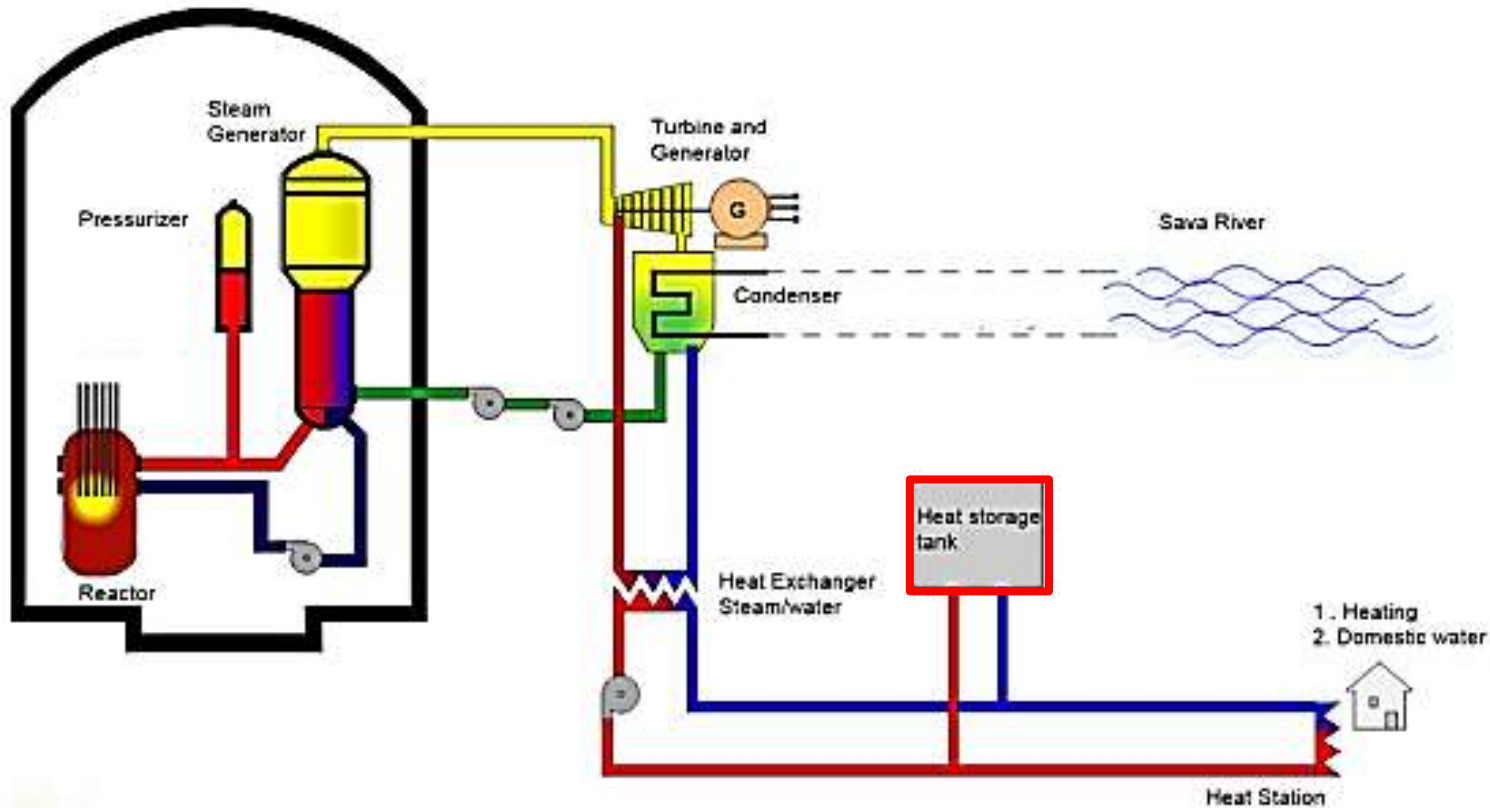 Steam
Generator
Turbine and
Generator
Pressurizer
G
Sava River
Condenser
Heat storage
tank
Reactor
Heat Exchanger
Steam/water
1 . Heating
2. Domestic water
Heat Station